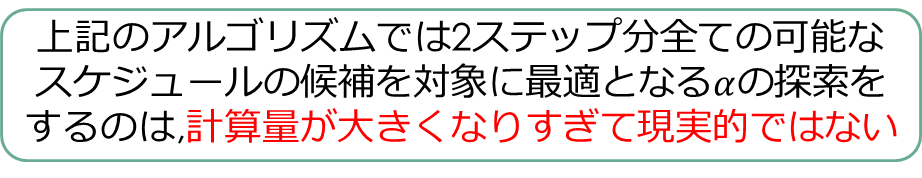 上記のアルゴリズムでは2ステップ分全ての可能な
スケジュールの候補を対象に最適となる𝛼の探索を
するのは,計算量が大きくなりすぎて現実的ではない